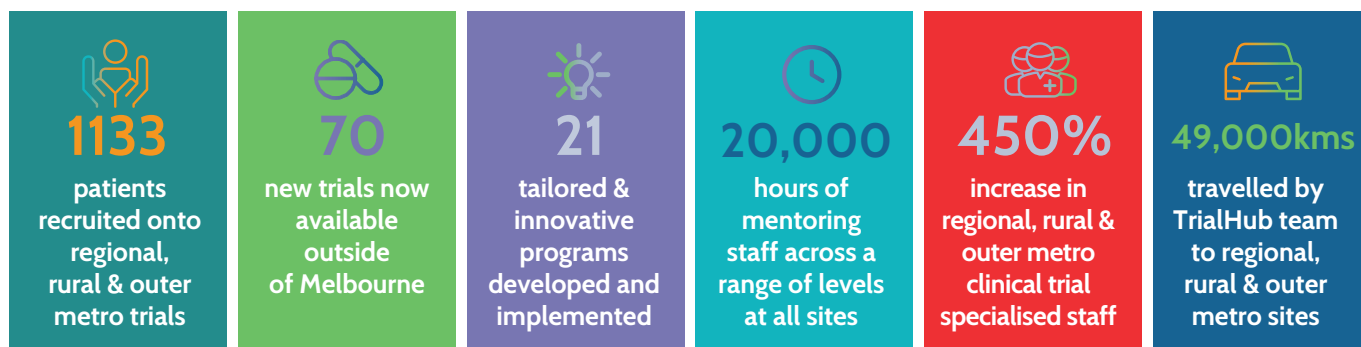 1133
patients
recruited onto
regional,
rural & outer
metro trials
70
new trials now
available
outside
of Melbourne
21
tailored &
innovative
programs
developed and
implemented
20,000
hours of
mentoring
staff across a
range of levels
at all sites
450%
increase in
regional, rural &
outer metro
clinical trial
specialised staff
49,000kms
travelled by
TrialHub team
to regional,
rural & outer
metro sites